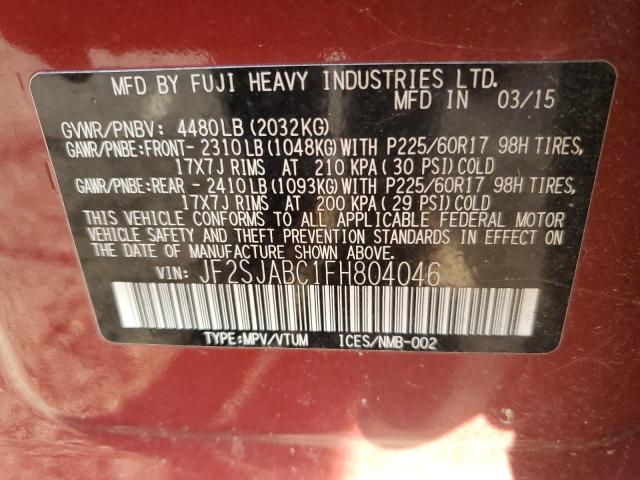 MFD BY FUJI HEAVY INDUSTRIES LTD.
MFD IN 03/15
GVWR/PNBV: 4480LB(2032KG)
GAWR/PNBE:FRONT- 2310LB(1048KG)WITH P225/60R17 98H TIRES,
17X7J RIMS AT 210 KPA (30 PSI)COLD
GAWR/PNBE:REAR - 2410LB(1093KG)WITH P225/60R17 98H TIRES,
17X7J RIMS AT 200 KPA (29 PSI)COLD
THIS VEHICLE CONFORMS TO ALL APPLICABLE FEDERAL MOTOR
VEHICLE SAFETY AND THEFT PREVENTION STANDARDS IN EFFECT ON
THE DATE OF MANUFACTURE SHOWN ABOVE.
VIN: JF2SJABC1FH804046
TYPE:MPV/VTUM ICES/NMB-002